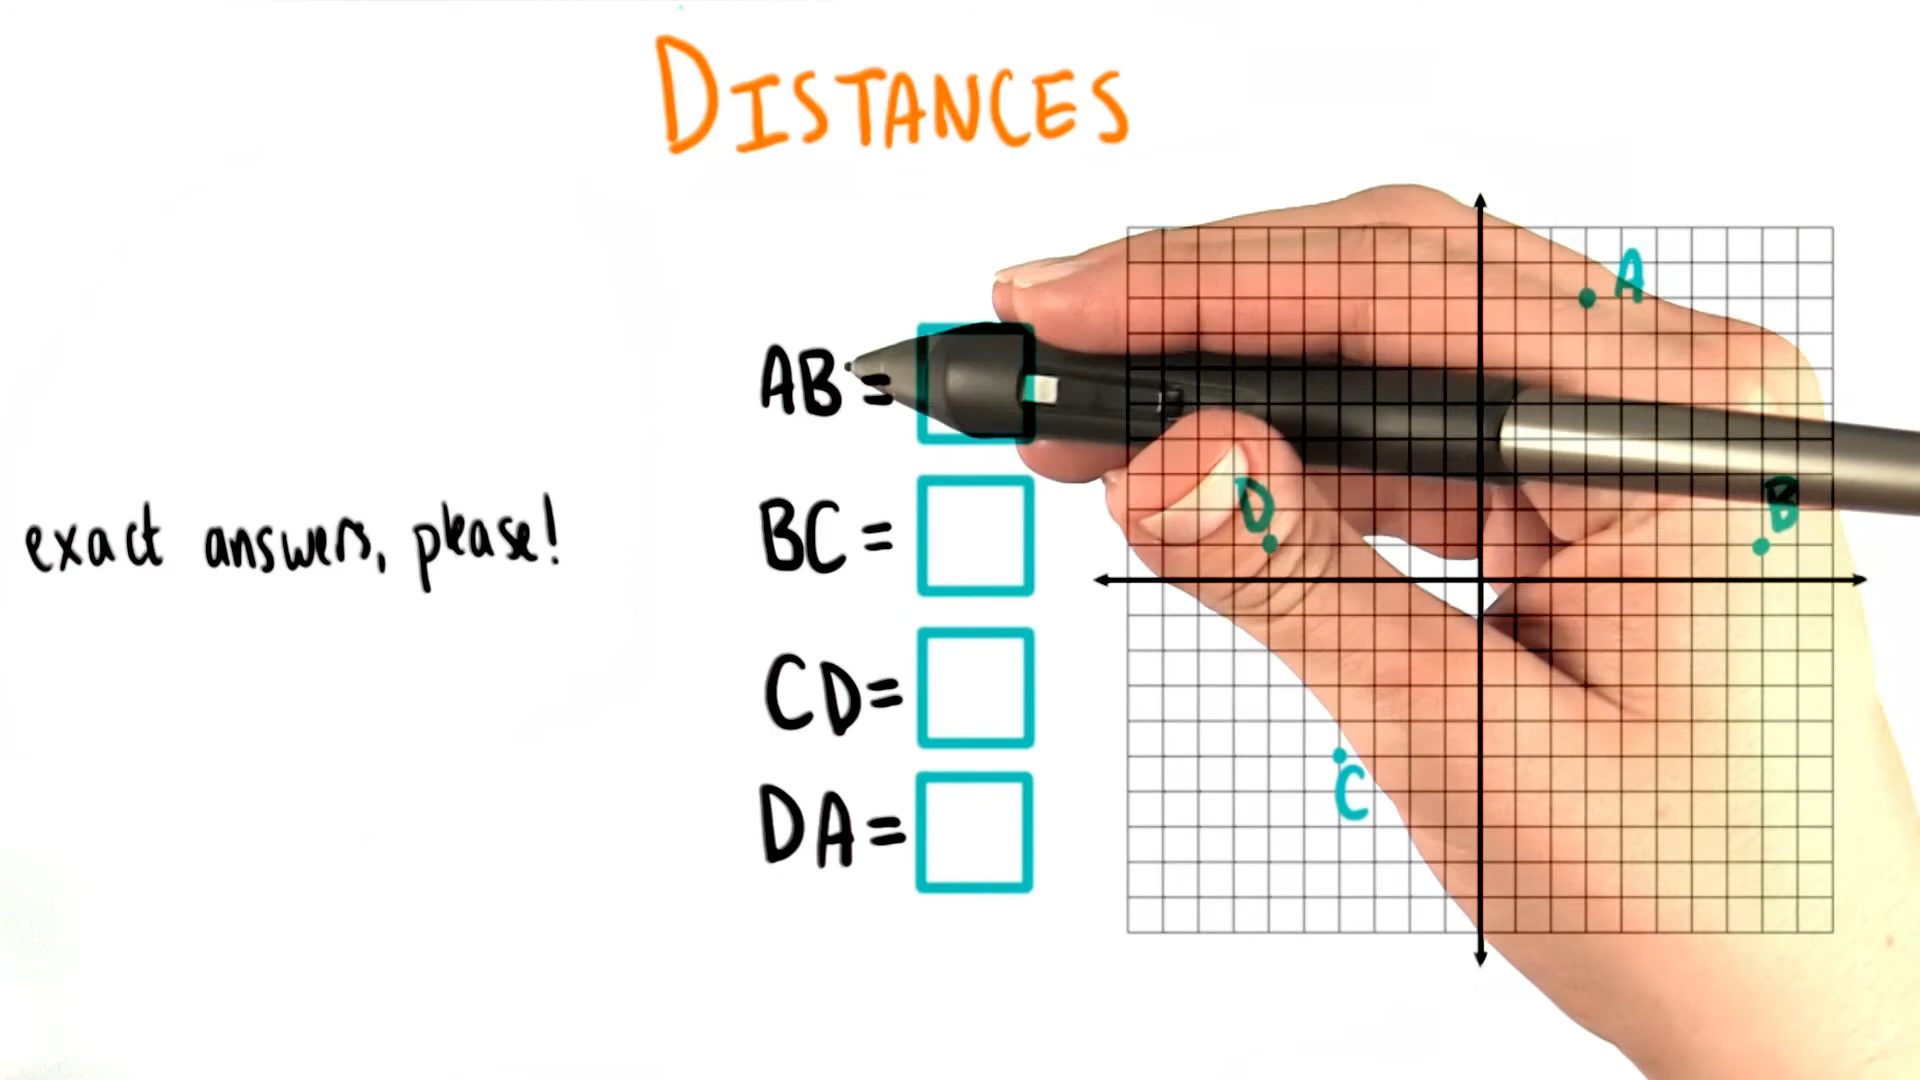 DISTANCES
exact answers, please!
AB =
BC =
CD =
DA =
A
B
D
C